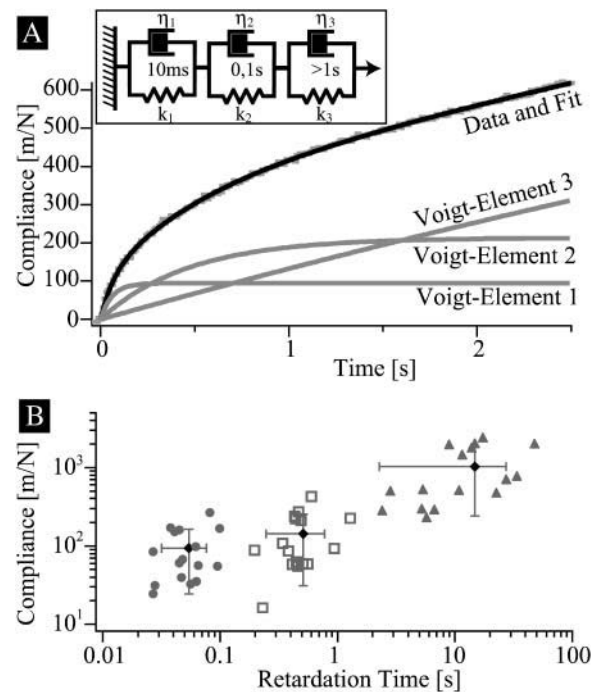 A
η1 η2 η3
10ms 0,1s >1s
k1 k2 k3
Compliance [m/N]
600
500
400
300
200
100
0
Data and Fit
Voigt-Element 3
Voigt-Element 2
Voigt-Element 1
0 1 2
Time [s]
B
Compliance [m/N]
10³
10²
10¹
0.01 0.1 1 10 100
Retardation Time [s]